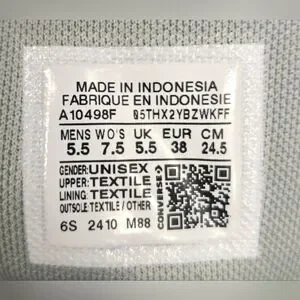 MADE IN INDONESIA
FABRIQUE EN INDONESIE
A10498F 05THX2YBZWKFF
MENS WO'S UK EUR CM
5.5 7.5 5.5 38 24.5
GENDER: UNISEX
UPPER: TEXTILE
LINING: TEXTILE
OUTSOLE: TEXTILE / OTHER
6S 2410 M88
CONVERSE